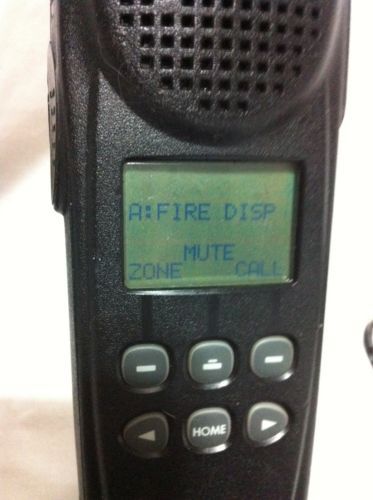 A:FIRE DISP
MUTE
ZONE CALL
HOME